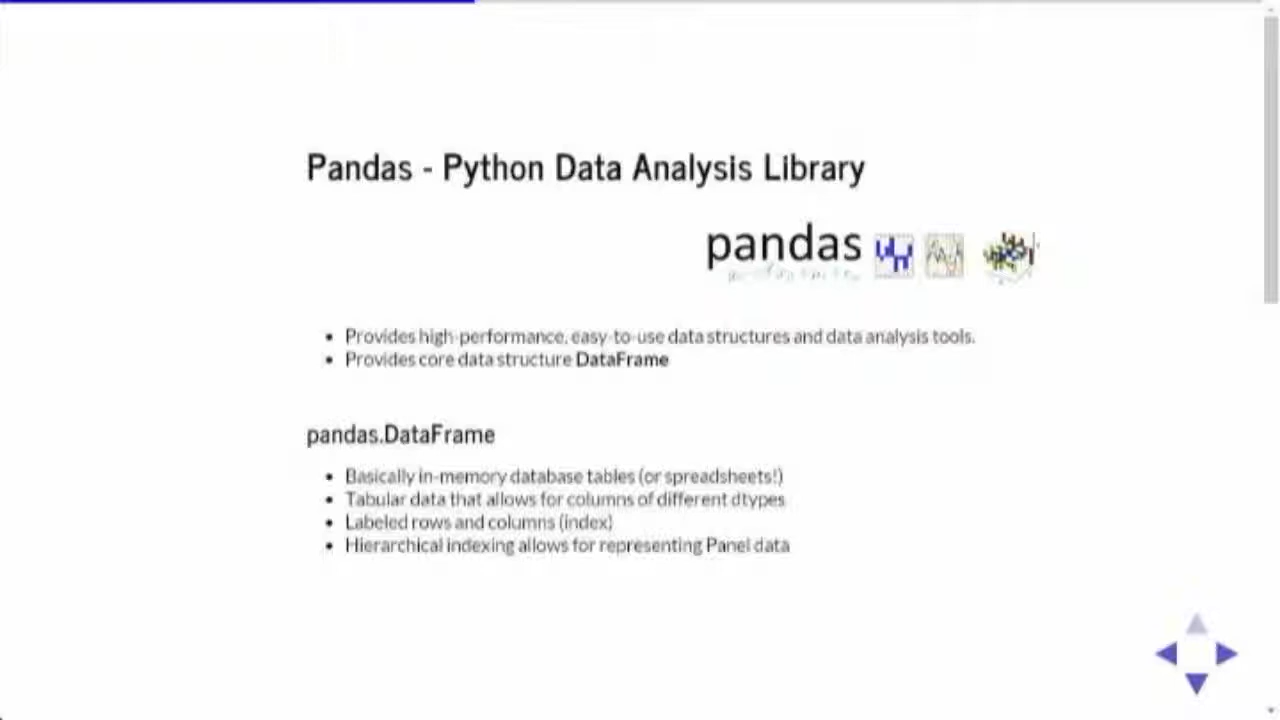 Pandas - Python Data Analysis Library
pandas
Provides high-performance, easy-to-use data structures and data analysis tools.
Provides core data structure DataFrame
pandas.DataFrame
Basically in-memory database tables (or spreadsheets!)
Tabular data that allows for columns of different dtypes
Labeled rows and columns (index)
Hierarchical indexing allows for representing Panel data